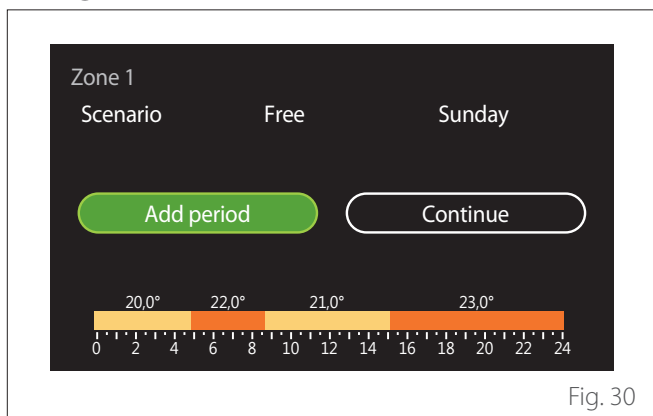 Zone 1
Scenario Free Sunday
Add period Continue
20,0° 22,0° 21,0° 23,0°
0 2 4 6 8 10 12 14 16 18 20 22 24
Fig. 30